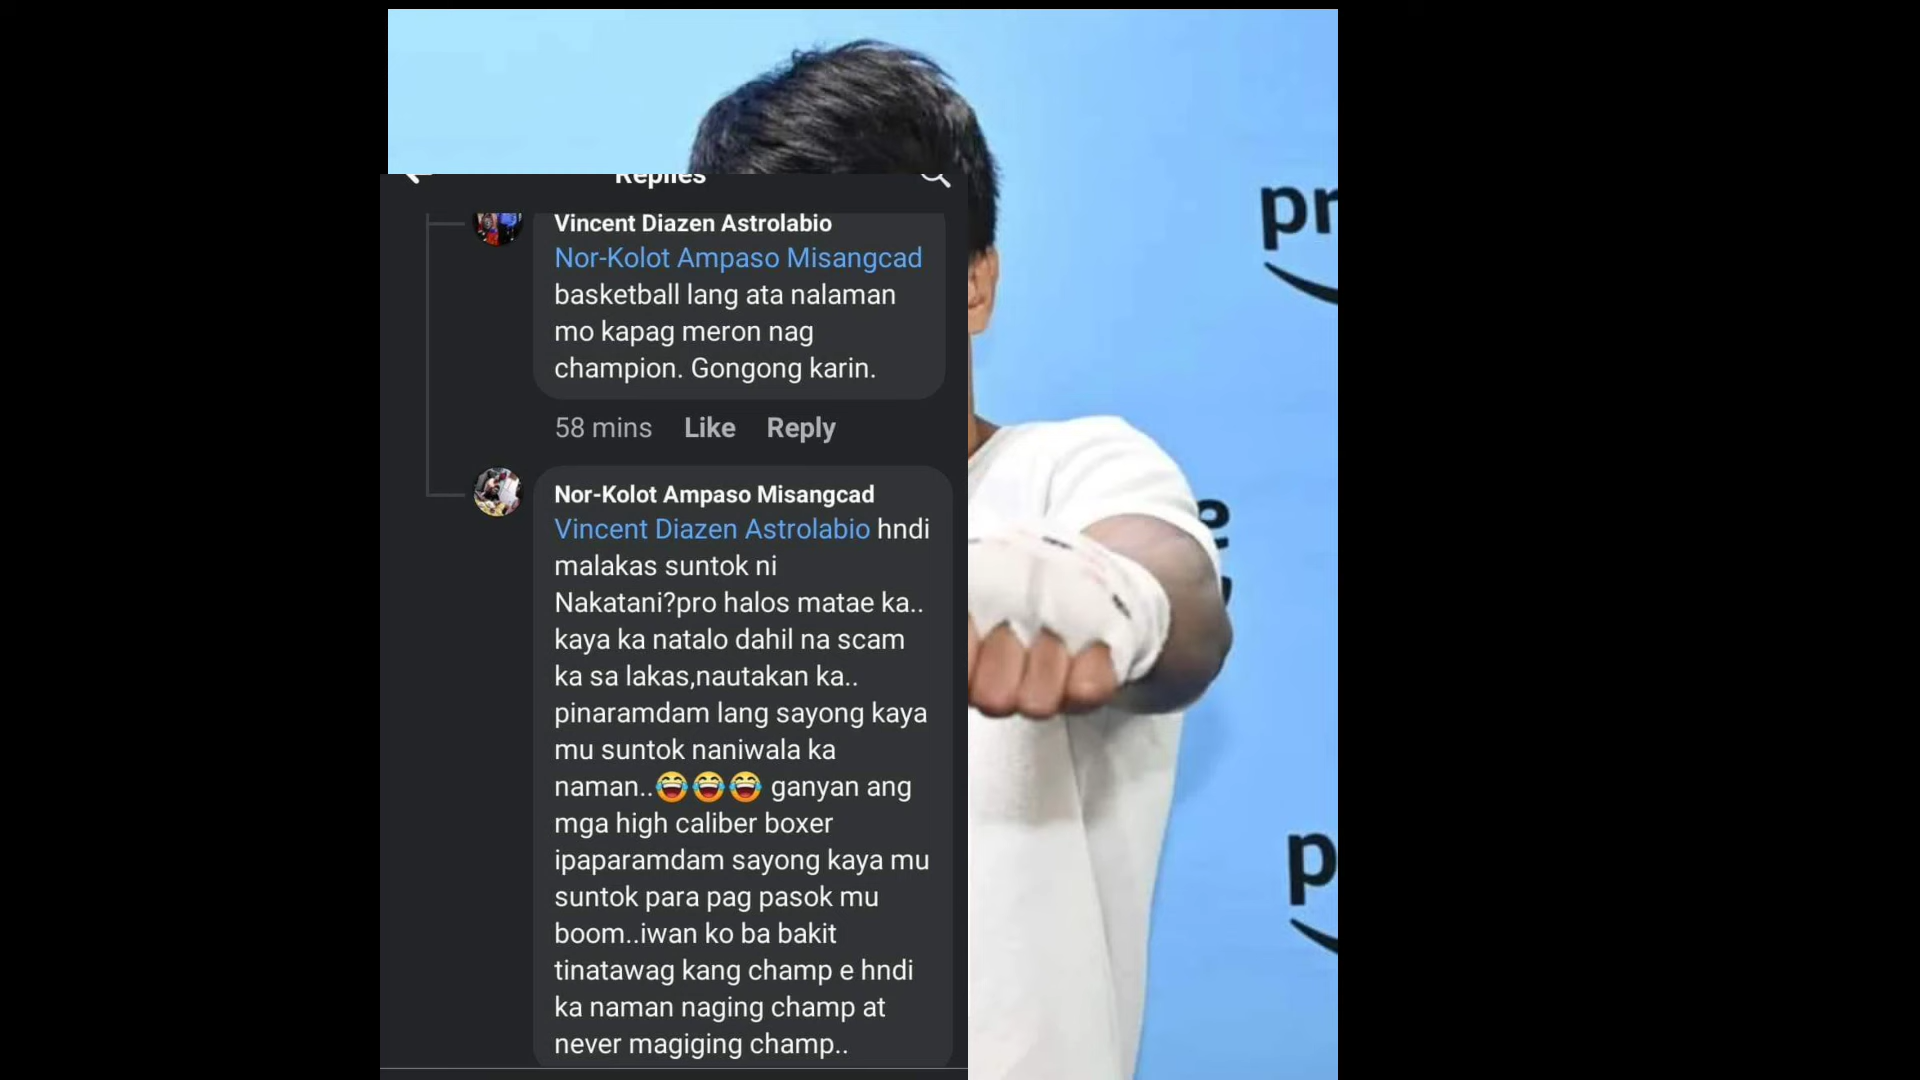 Replies
Vincent Diazen Astrolabio
Nor-Kolot Ampaso Misangcad
basketball lang ata nalaman
mo kapag meron nag
champion. Gongong karin.
58 mins Like Reply
Nor-Kolot Ampaso Misangcad
Vincent Diazen Astrolabio hndi
malakas suntok ni
Nakatani?pro halos matae ka..
kaya ka natalo dahil na scam
ka sa lakas,nautakan ka..
pinaramdam lang sayong kaya
mu suntok naniwala ka
naman..😂😂😂 ganyan ang
mga high caliber boxer
ipaparamdam sayong kaya mu
suntok para pag pasok mu
boom..iwan ko ba bakit
tinatawag kang champ e hndi
ka naman naging champ at
never magiging champ..
pr
e
p